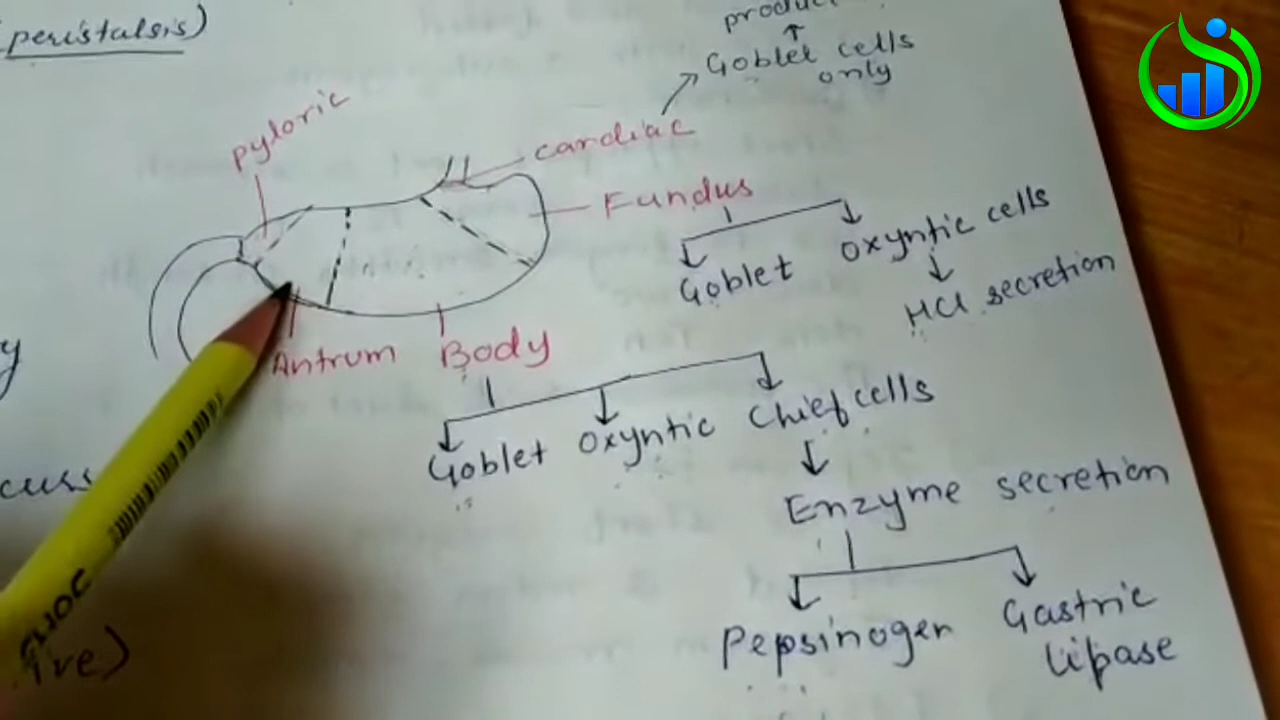 peristalsis)
product
Goblet cells
only
pyloric
cardiac
Fundus
Goblet
Oxyntic cells
HCl secretion
Antrum
Body
Goblet
Oxyntic
Chief cells
Enzyme secretion
Pepsinogen
Gastric
lipase